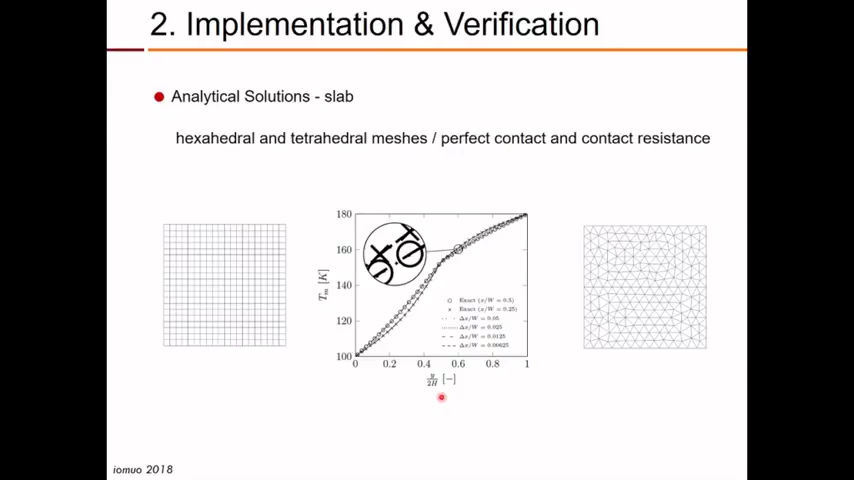 2. Implementation & Verification
Analytical Solutions - slab
hexahedral and tetrahedral meshes / perfect contact and contact resistance
180
160
140
120
100
T_m [K]
Exact (x/W = 0.5)
Exact (x/W = 0.25)
Δx/W = 0.05
Δx/W = 0.025
Δx/W = 0.0125
Δx/W = 0.00625
0 0.2 0.4 0.6 0.8 1
y/2H [−]
iomuo 2018